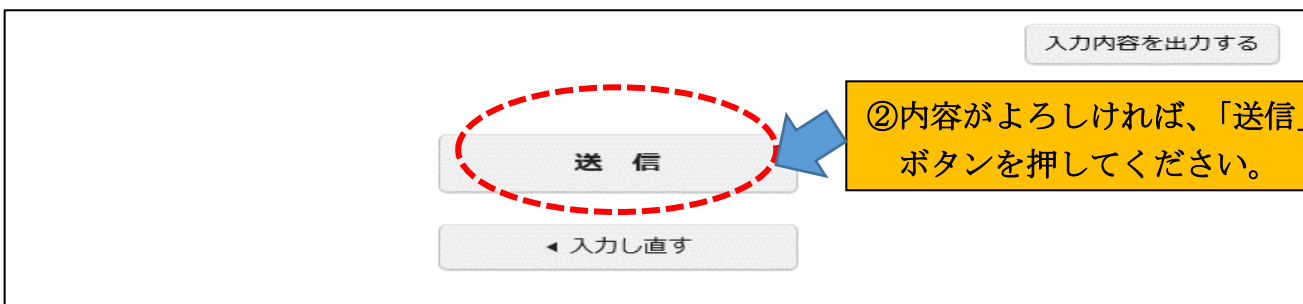 入力内容を出力する
②内容がよろしければ、「送信」
ボタンを押してください。
送 信
◂ 入力し直す